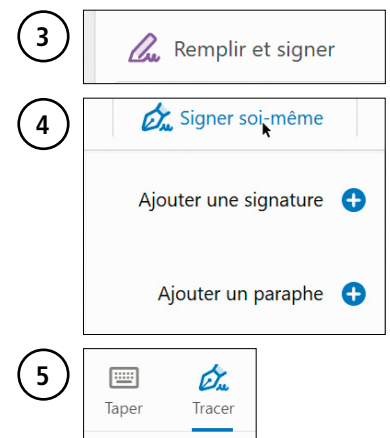 3
Remplir et signer
4
Signer soi-même
Ajouter une signature
Ajouter un paraphe
5
Taper Tracer